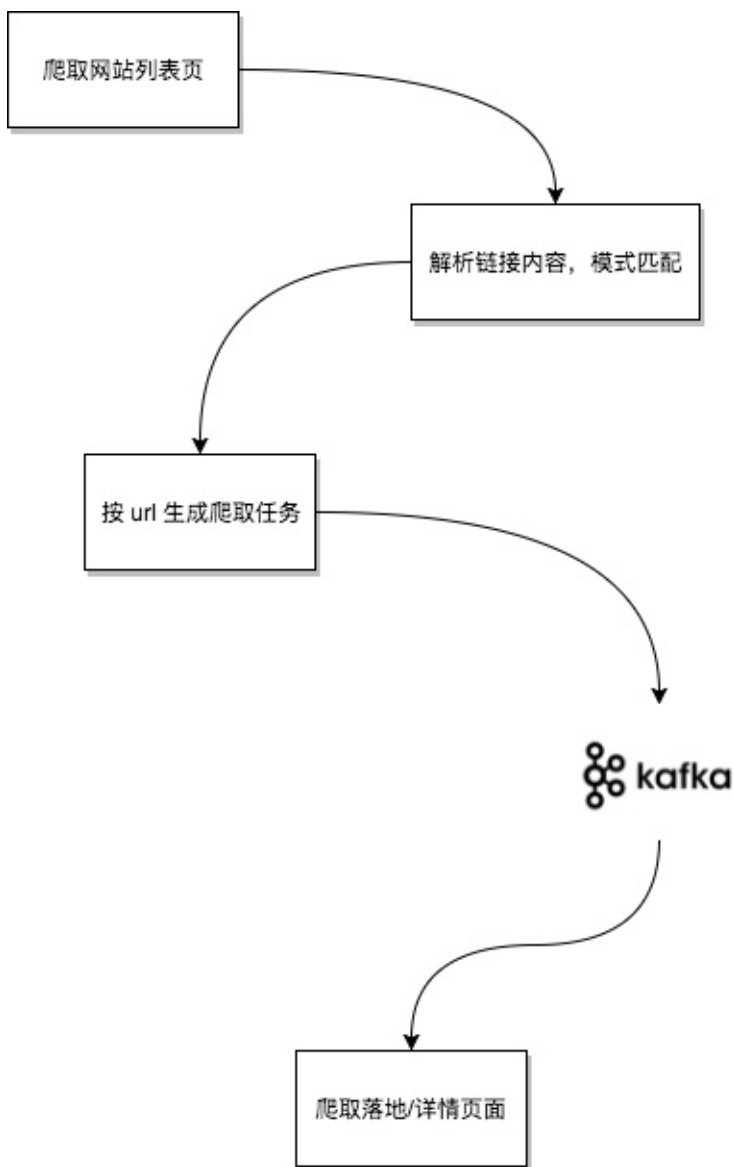 爬取网站列表页
解析链接内容，模式匹配
按 url 生成爬取任务
kafka
爬取落地/详情页面